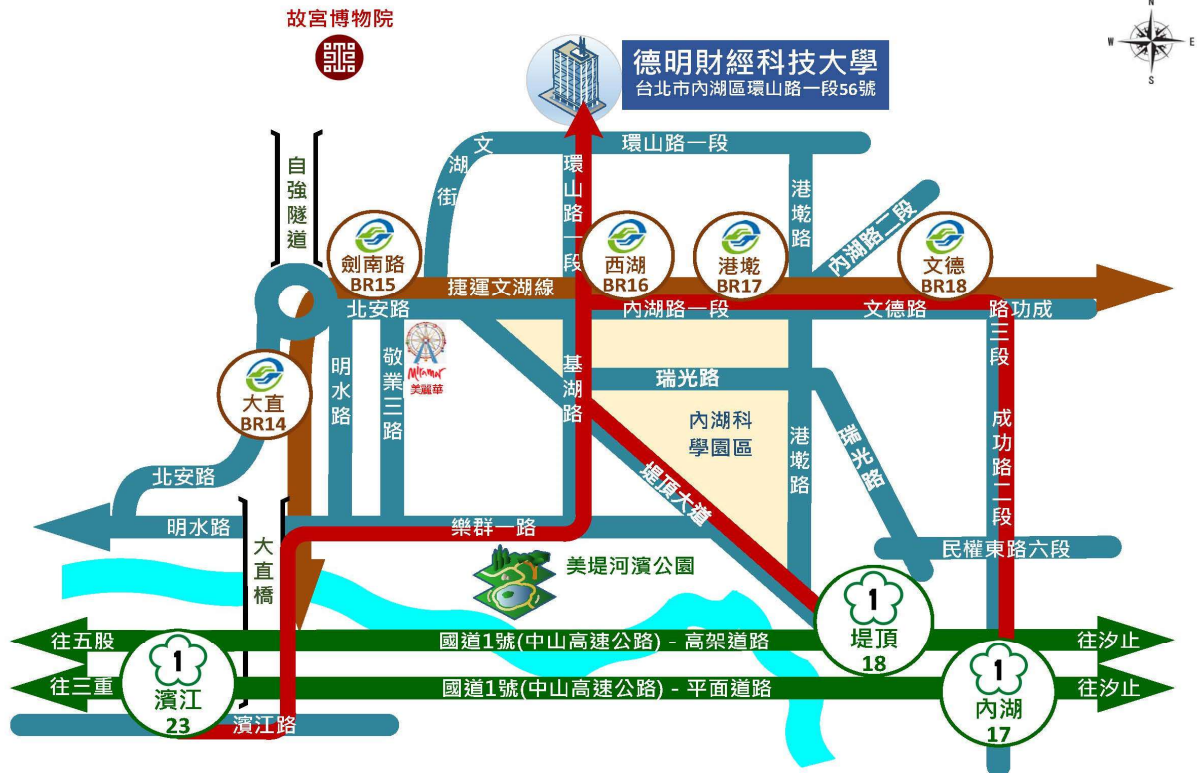 故宮博物院
N
W
E
S
德明財經科技大學
台北市內湖區環山路一段56號
文湖街
環山路一段
環山路一段
港墘路
內湖路二段
自強隧道
劍南路
BR15
西湖
BR16
港墘
BR17
文德
BR18
捷運文湖線
北安路
內湖路一段
文德路
路功成
三段
明水路
敬業三路
Miramar
美麗華
基湖路
瑞光路
大直
BR14
內湖科
學園區
港墘路
瑞光路
成功路二段
堤頂大道
北安路
明水路
樂群一路
民權東路六段
大直橋
美堤河濱公園
1
堤頂
18
往五股
國道1號(中山高速公路) - 高架道路
往汐止
1
濱江
23
往三重
國道1號(中山高速公路) - 平面道路
往汐止
1
內湖
17
濱江路